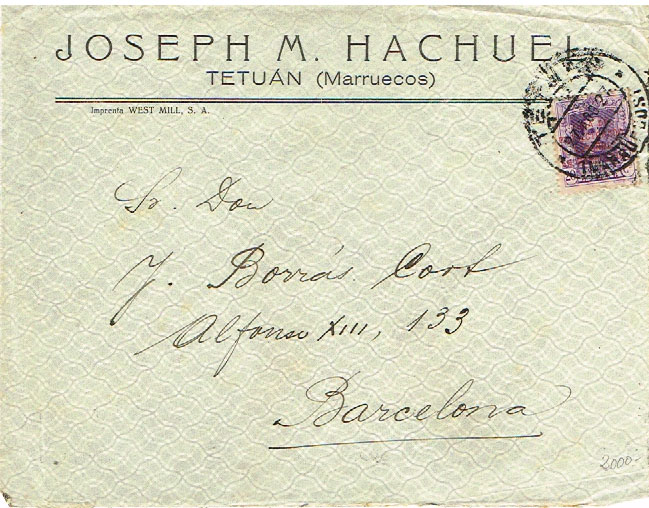 JOSEPH M. HACHUEL
TETUÁN (Marruecos)
Imprenta WEST MILL, S. A.
Sr. Don
J. Borrás Cort
Alfonso XIII, 133
Barcelona
2000-